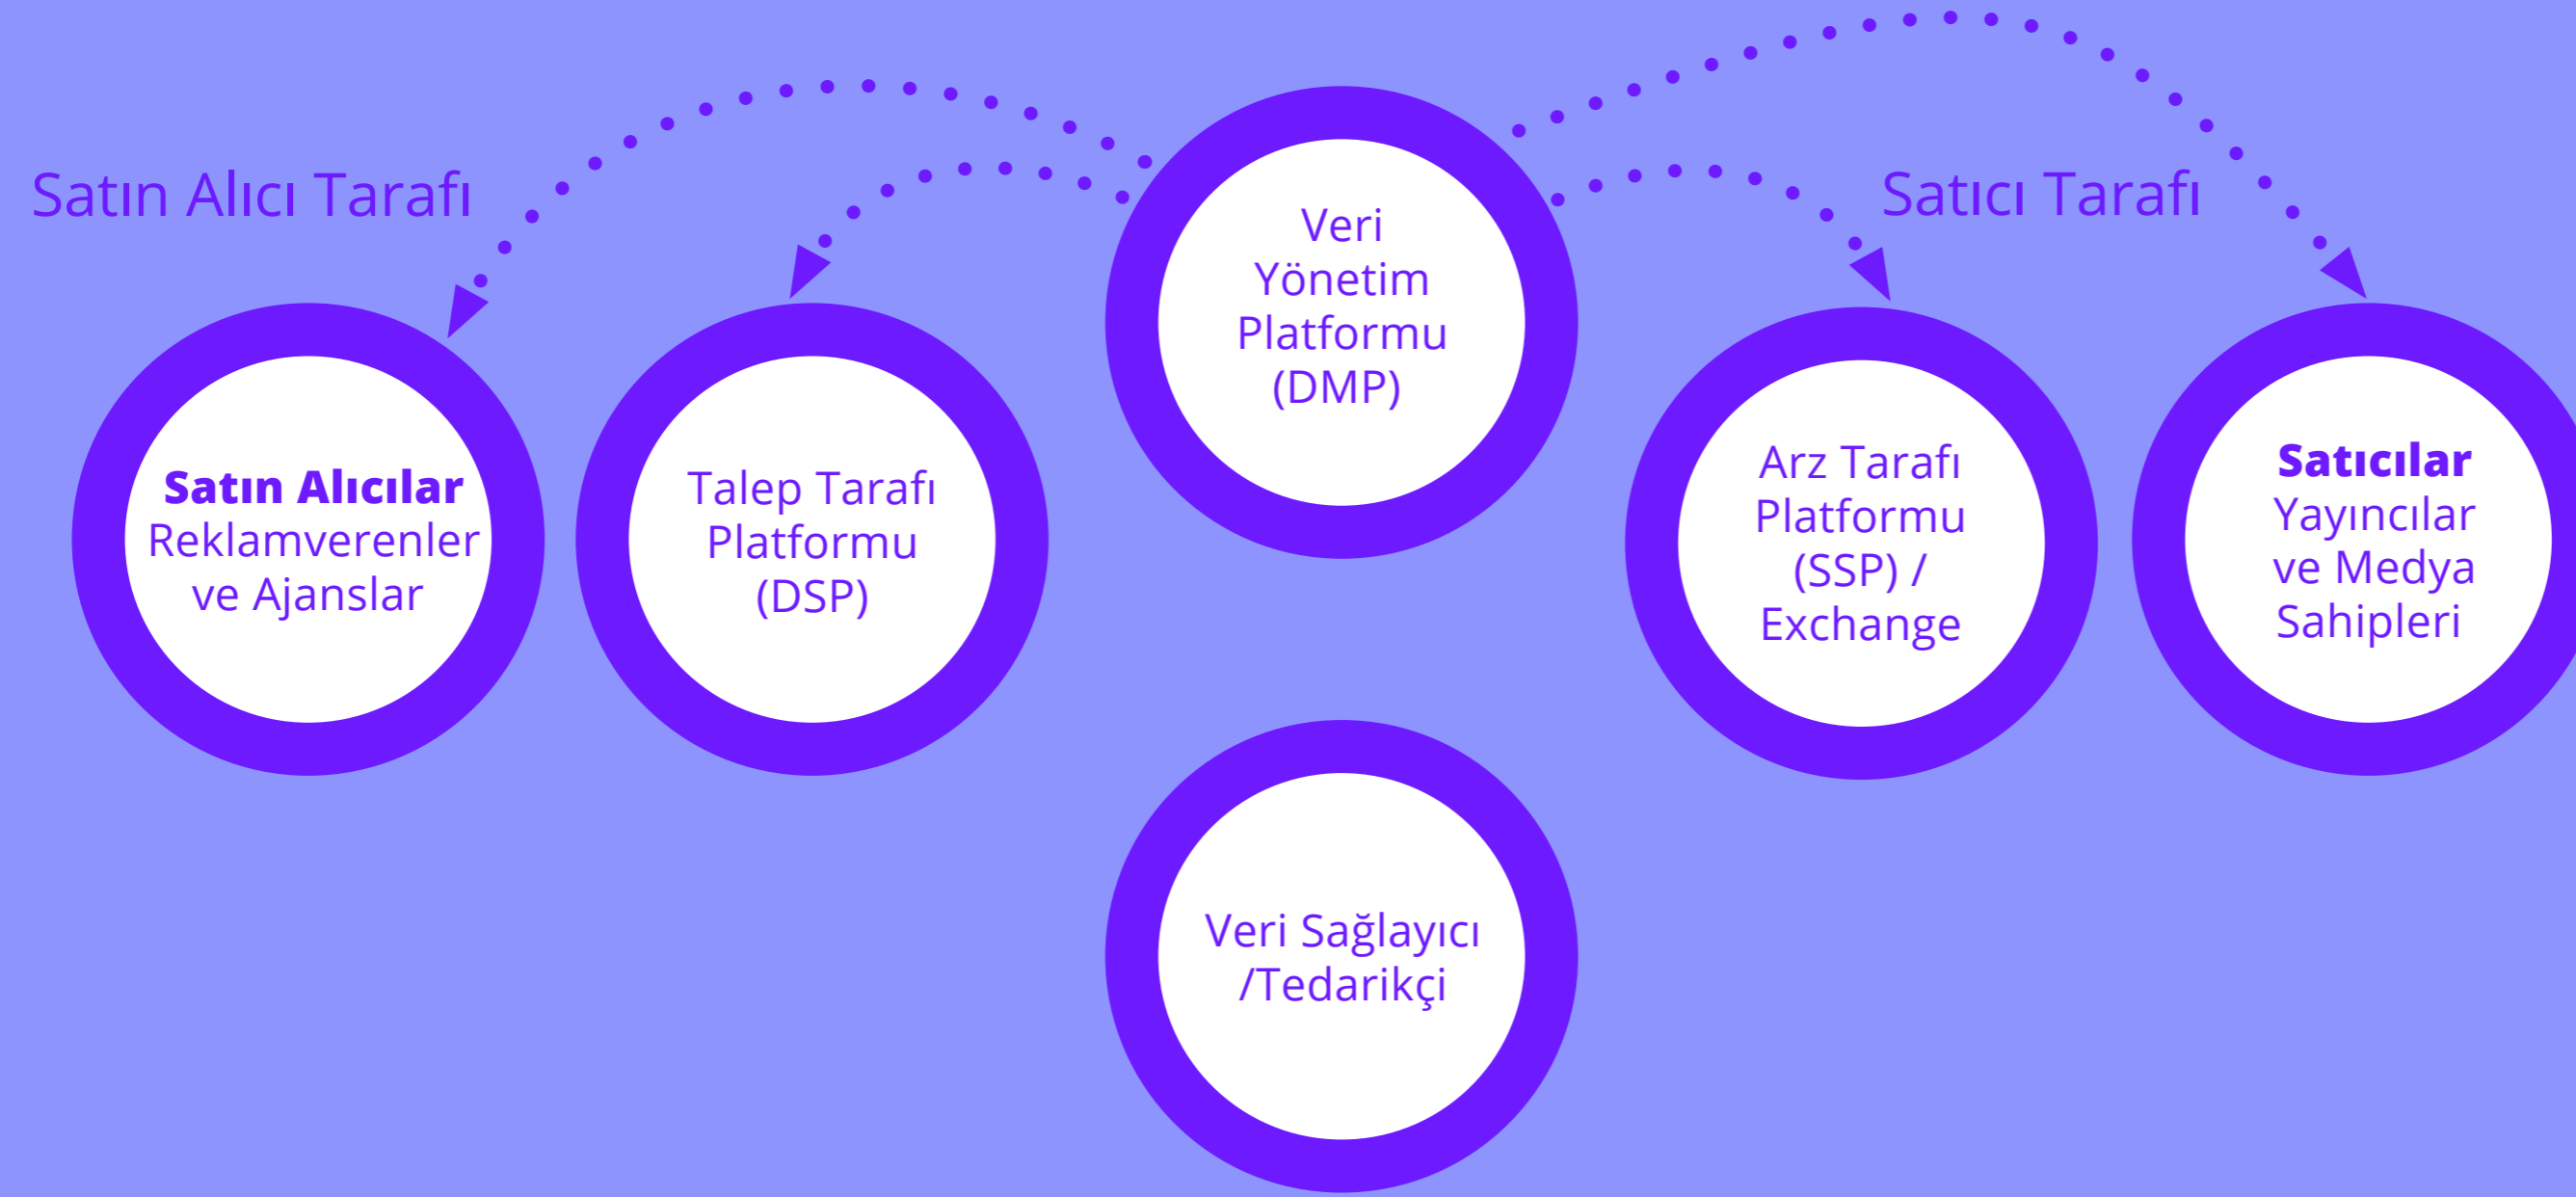 Satın Alıcı Tarafı
Satıcı Tarafı
Veri
Yönetim
Platformu
(DMP)
Satın Alıcılar
Reklamverenler
ve Ajanslar
Talep Tarafı
Platformu
(DSP)
Arz Tarafı
Platformu
(SSP) /
Exchange
Satıcılar
Yayıncılar
ve Medya
Sahipleri
Veri Sağlayıcı
/Tedarikçi